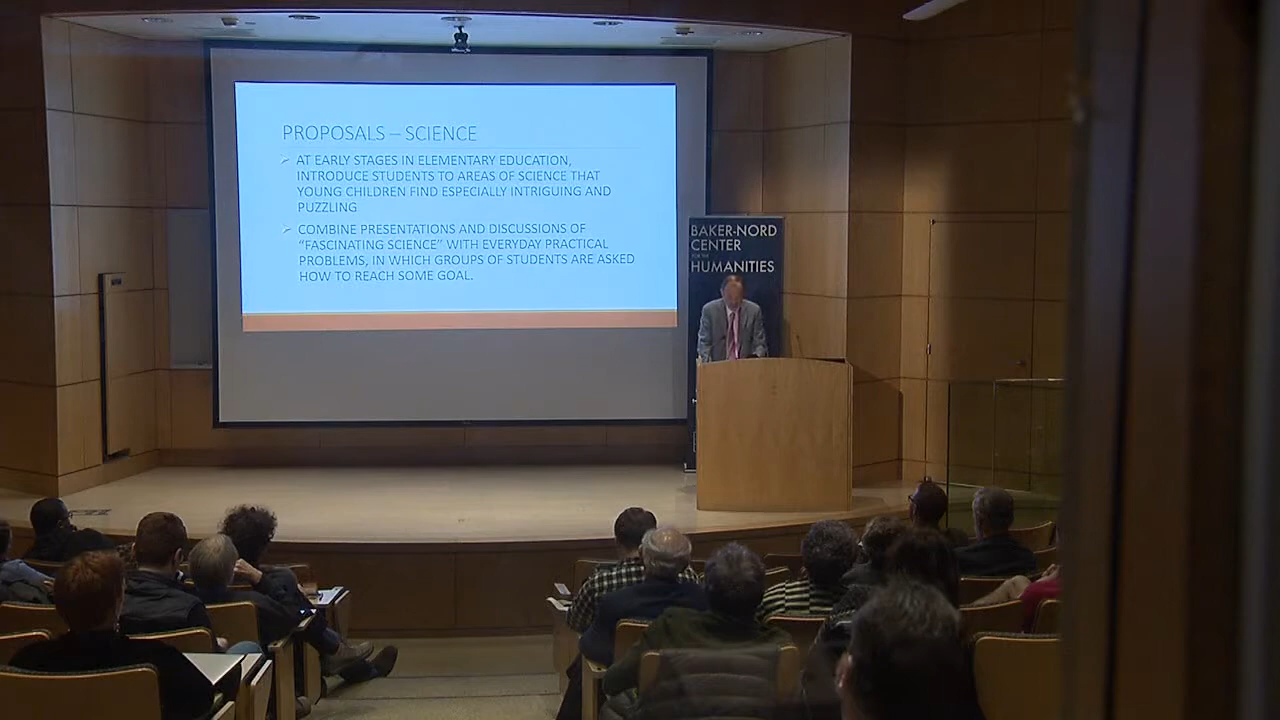 PROPOSALS – SCIENCE
AT EARLY STAGES IN ELEMENTARY EDUCATION,
INTRODUCE STUDENTS TO AREAS OF SCIENCE THAT
YOUNG CHILDREN FIND ESPECIALLY INTRIGUING AND
PUZZLING
COMBINE PRESENTATIONS AND DISCUSSIONS OF
“FASCINATING SCIENCE” WITH EVERYDAY PRACTICAL
PROBLEMS, IN WHICH GROUPS OF STUDENTS ARE ASKED
HOW TO REACH SOME GOAL.
BAKER-NORD
CENTER
FOR THE
HUMANITIES